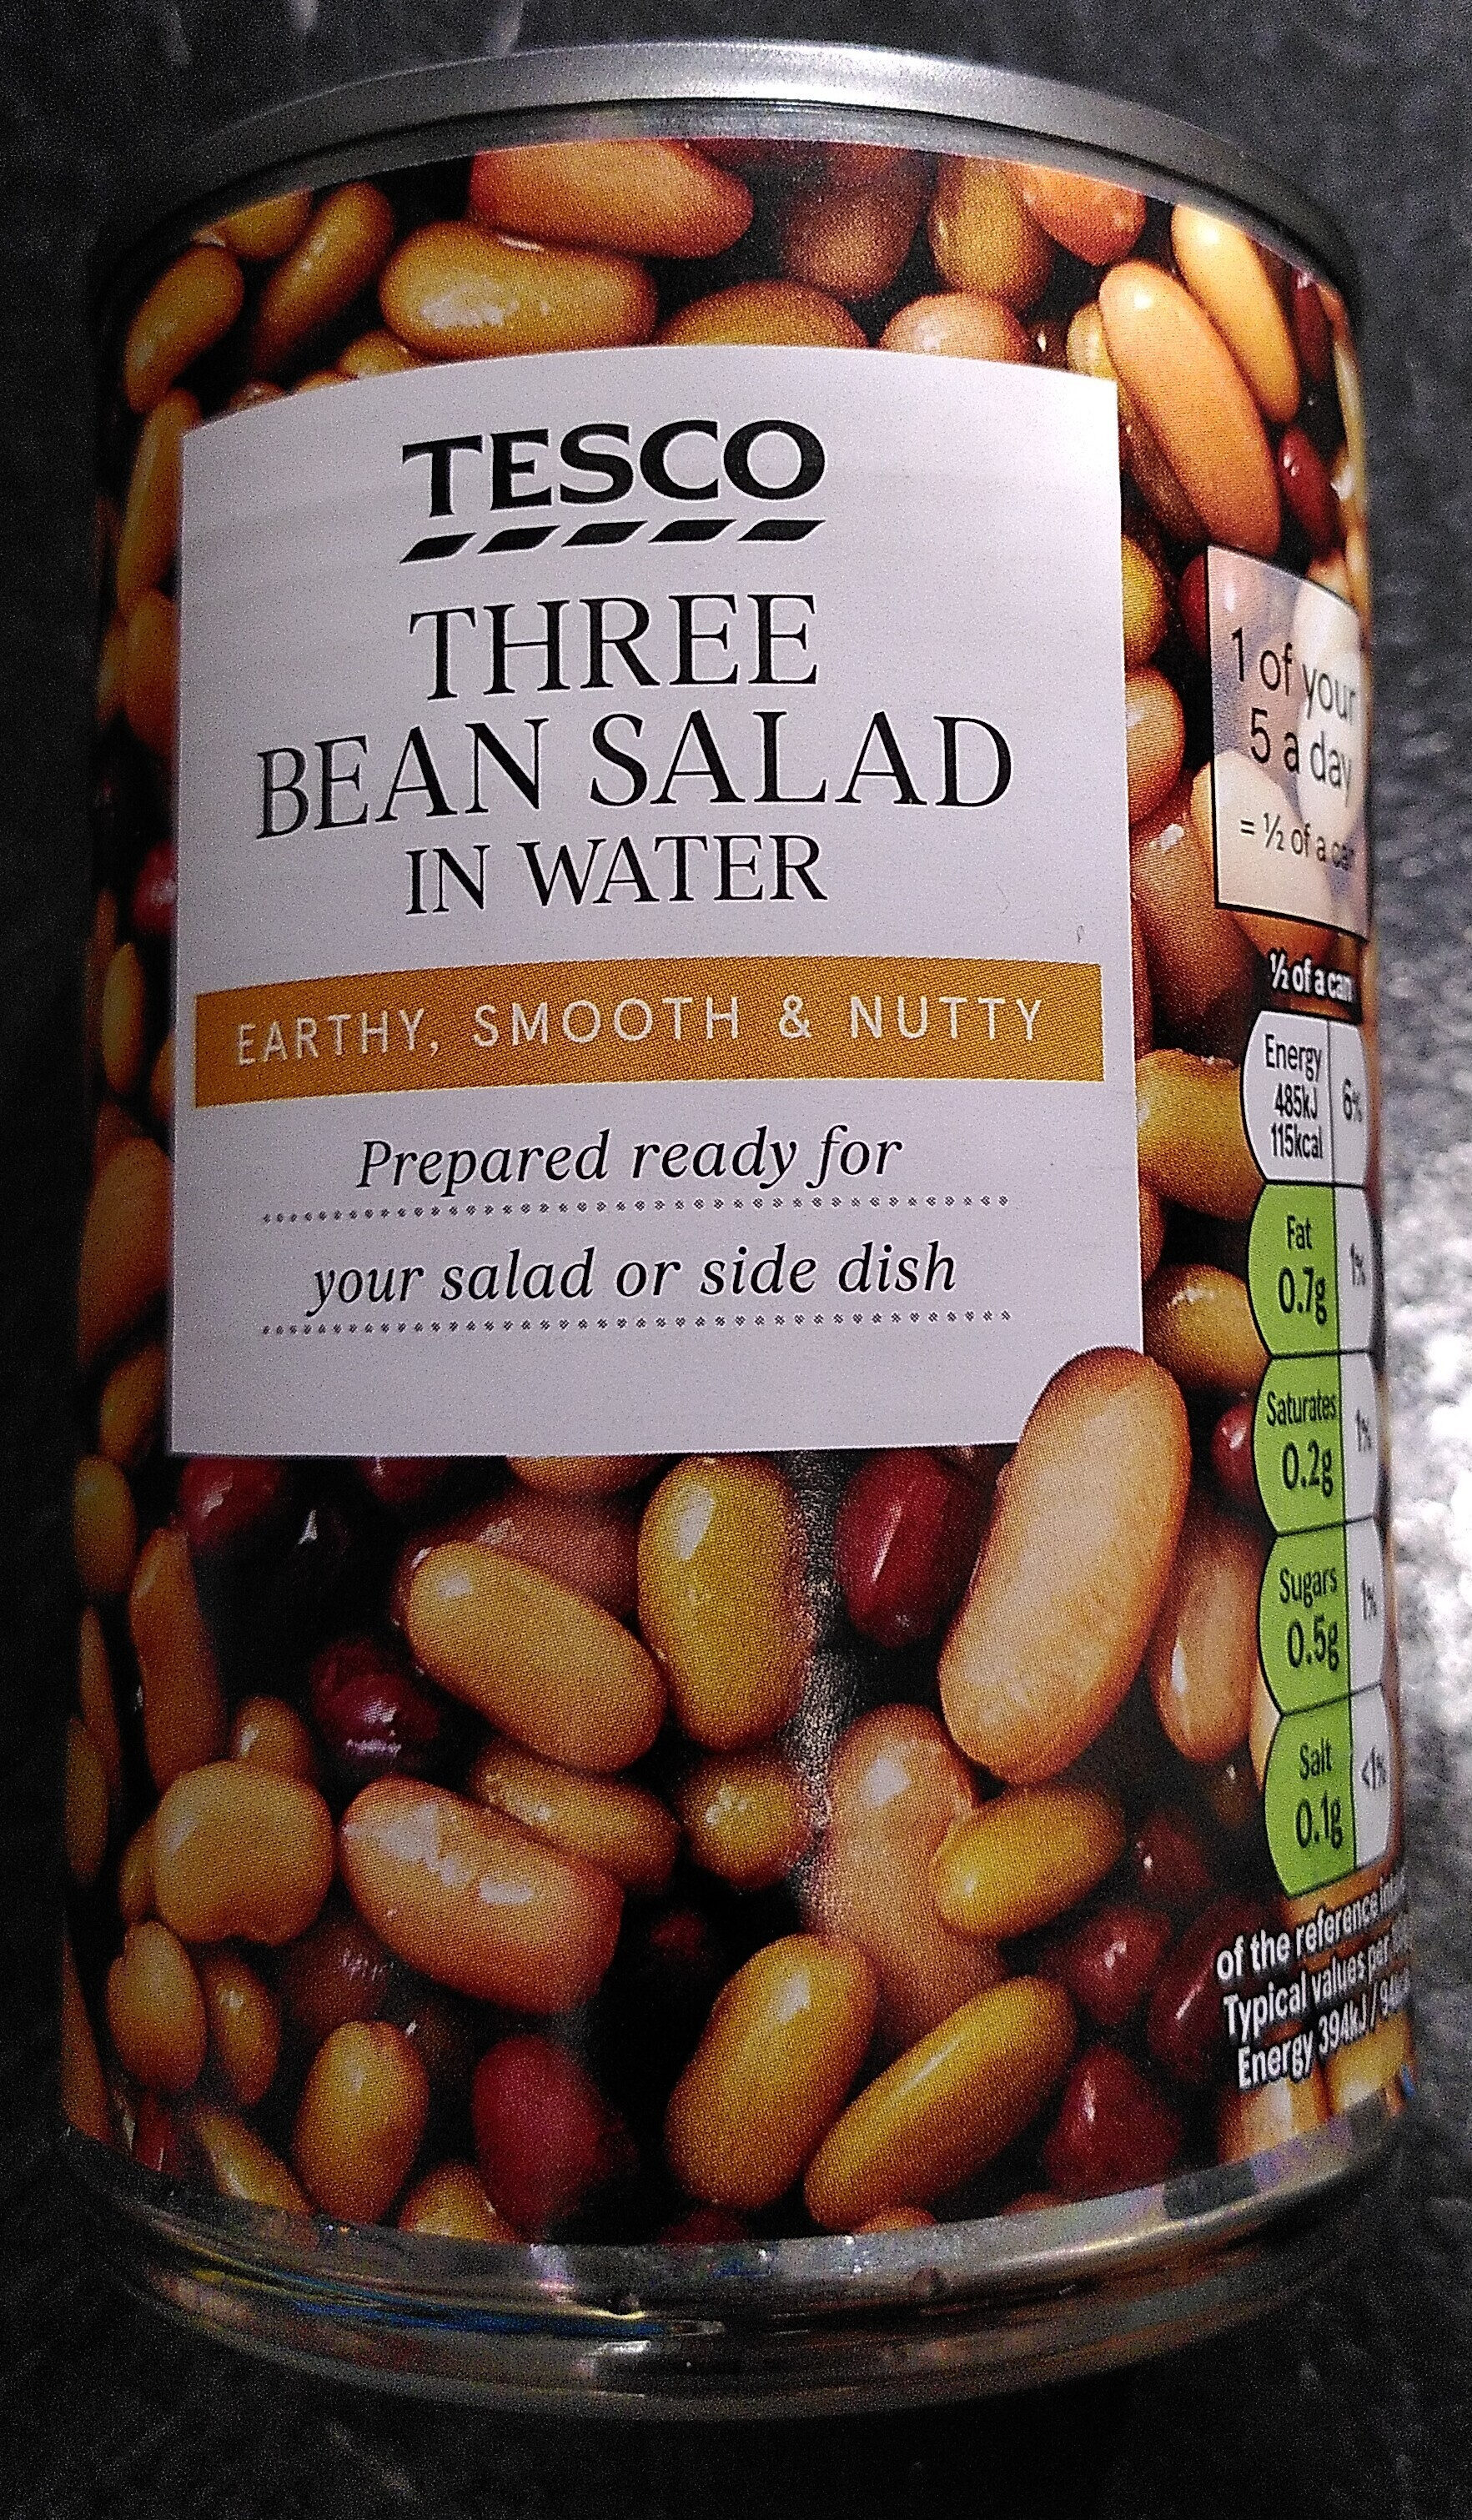 TESCO
THREE
BEAN SALAD
IN WATER
EARTHY, SMOOTH & NUTTY
Prepared ready for
your salad or side dish
1 of your
5 a day
= ½ of a can
½ of a can
Energy
485kJ
115kcal
6%
Fat
0.7g
1%
Saturates
0.2g
1%
Sugars
0.5g
1%
Salt
0.1g
<1%
of the reference
Typical values per
Energy 394kJ /